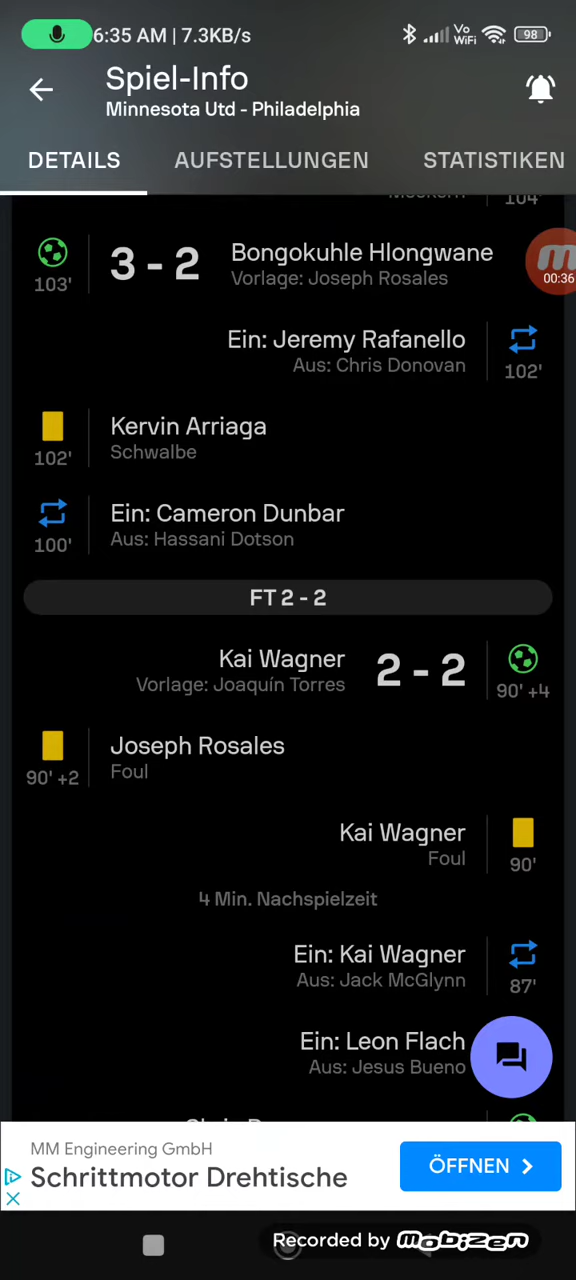 6:35 AM | 7.3KB/s
Vo WiFi
98
Spiel-Info
Minnesota Utd - Philadelphia
DETAILS
AUFSTELLUNGEN
STATISTIKEN
104'
103'
3 - 2
Bongokuhle Hlongwane
Vorlage: Joseph Rosales
00:36
Ein: Jeremy Rafanello
Aus: Chris Donovan
102'
Kervin Arriaga
Schwalbe
102'
Ein: Cameron Dunbar
Aus: Hassani Dotson
100'
FT 2 - 2
Kai Wagner
Vorlage: Joaquín Torres
2 - 2
90' +4
Joseph Rosales
Foul
90' +2
Kai Wagner
Foul
90'
4 Min. Nachspielzeit
Ein: Kai Wagner
Aus: Jack McGlynn
87'
Ein: Leon Flach
Aus: Jesus Bueno
MM Engineering GmbH
Schrittmotor Drehtische
ÖFFNEN
Recorded by mobizen